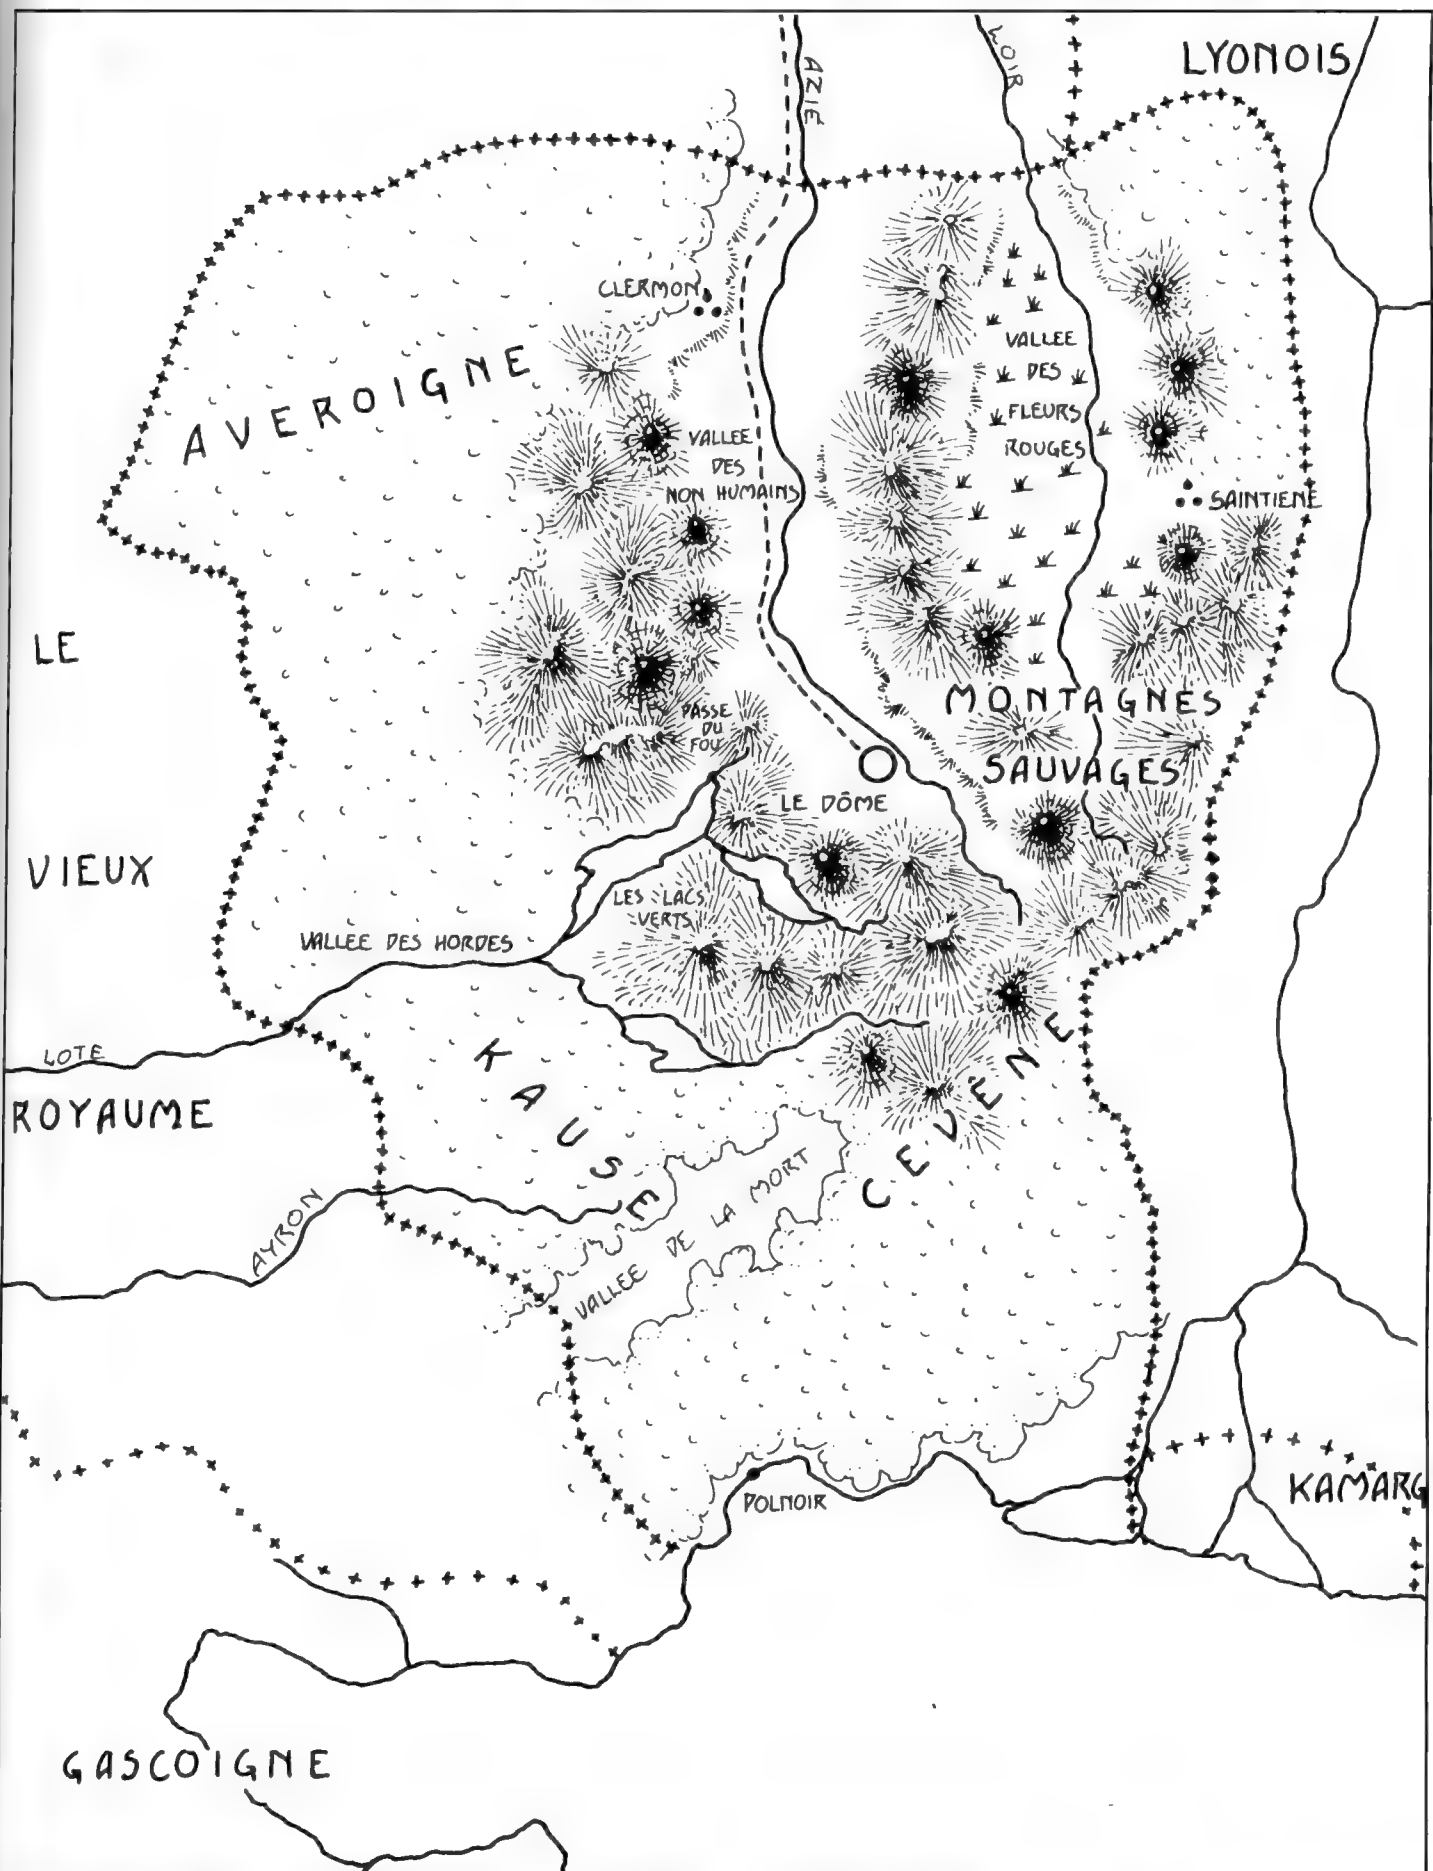 LYONOIS
AZIE
LOIR
CLERMON
AVEROIGNE
VALLEE
DES
FLEURS
ROUGES
VALLEE
DES
NON HUMAINS
SAINTIENE
LE
MONTAGNES
PASSE
DU
FOU
SAUVAGES
LE DÔME
VIEUX
LES LACS
VERTS
VALLEE DES HORDES
LOTE
KAUSE
CEVENE
ROYAUME
VALLEE DE LA MORT
AYRON
POLNOIR
KAMARG
GASCOIGNE